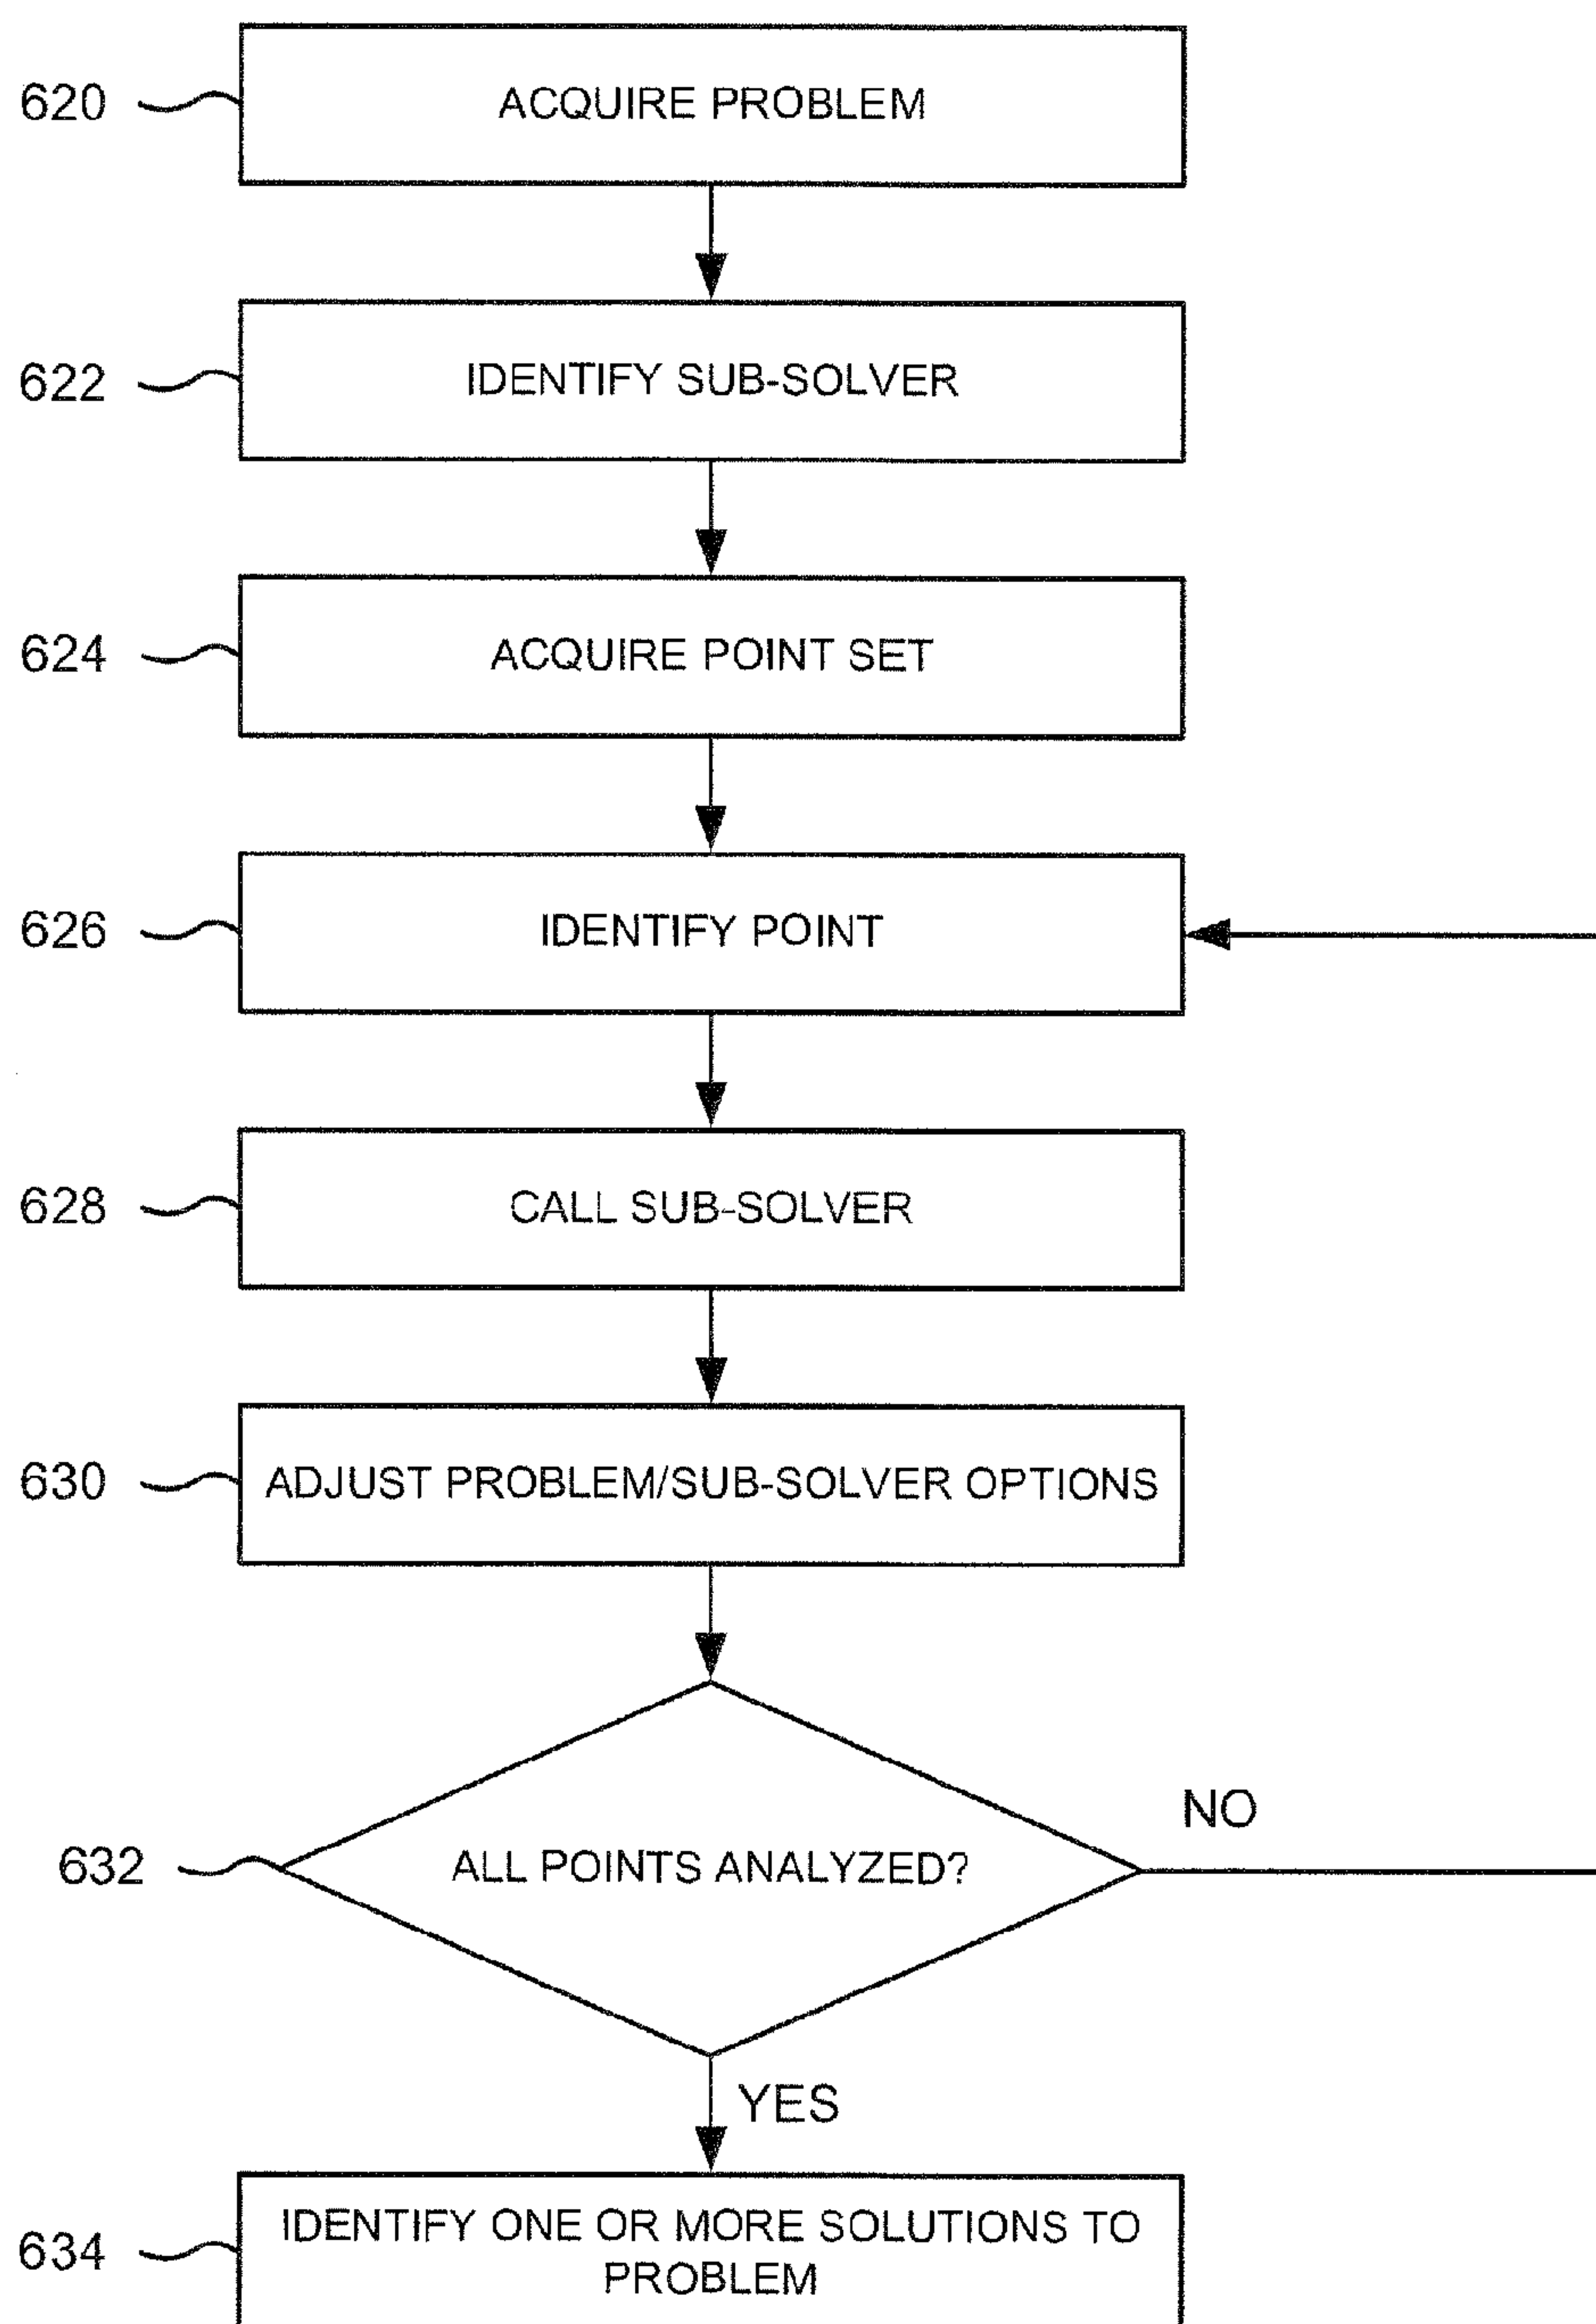 620
ACQUIRE PROBLEM
622
IDENTIFY SUB-SOLVER
624
ACQUIRE POINT SET
626
IDENTIFY POINT
628
CALL SUB-SOLVER
630
ADJUST PROBLEM/SUB-SOLVER OPTIONS
632
ALL POINTS ANALYZED?
NO
YES
634
IDENTIFY ONE OR MORE SOLUTIONS TO
PROBLEM